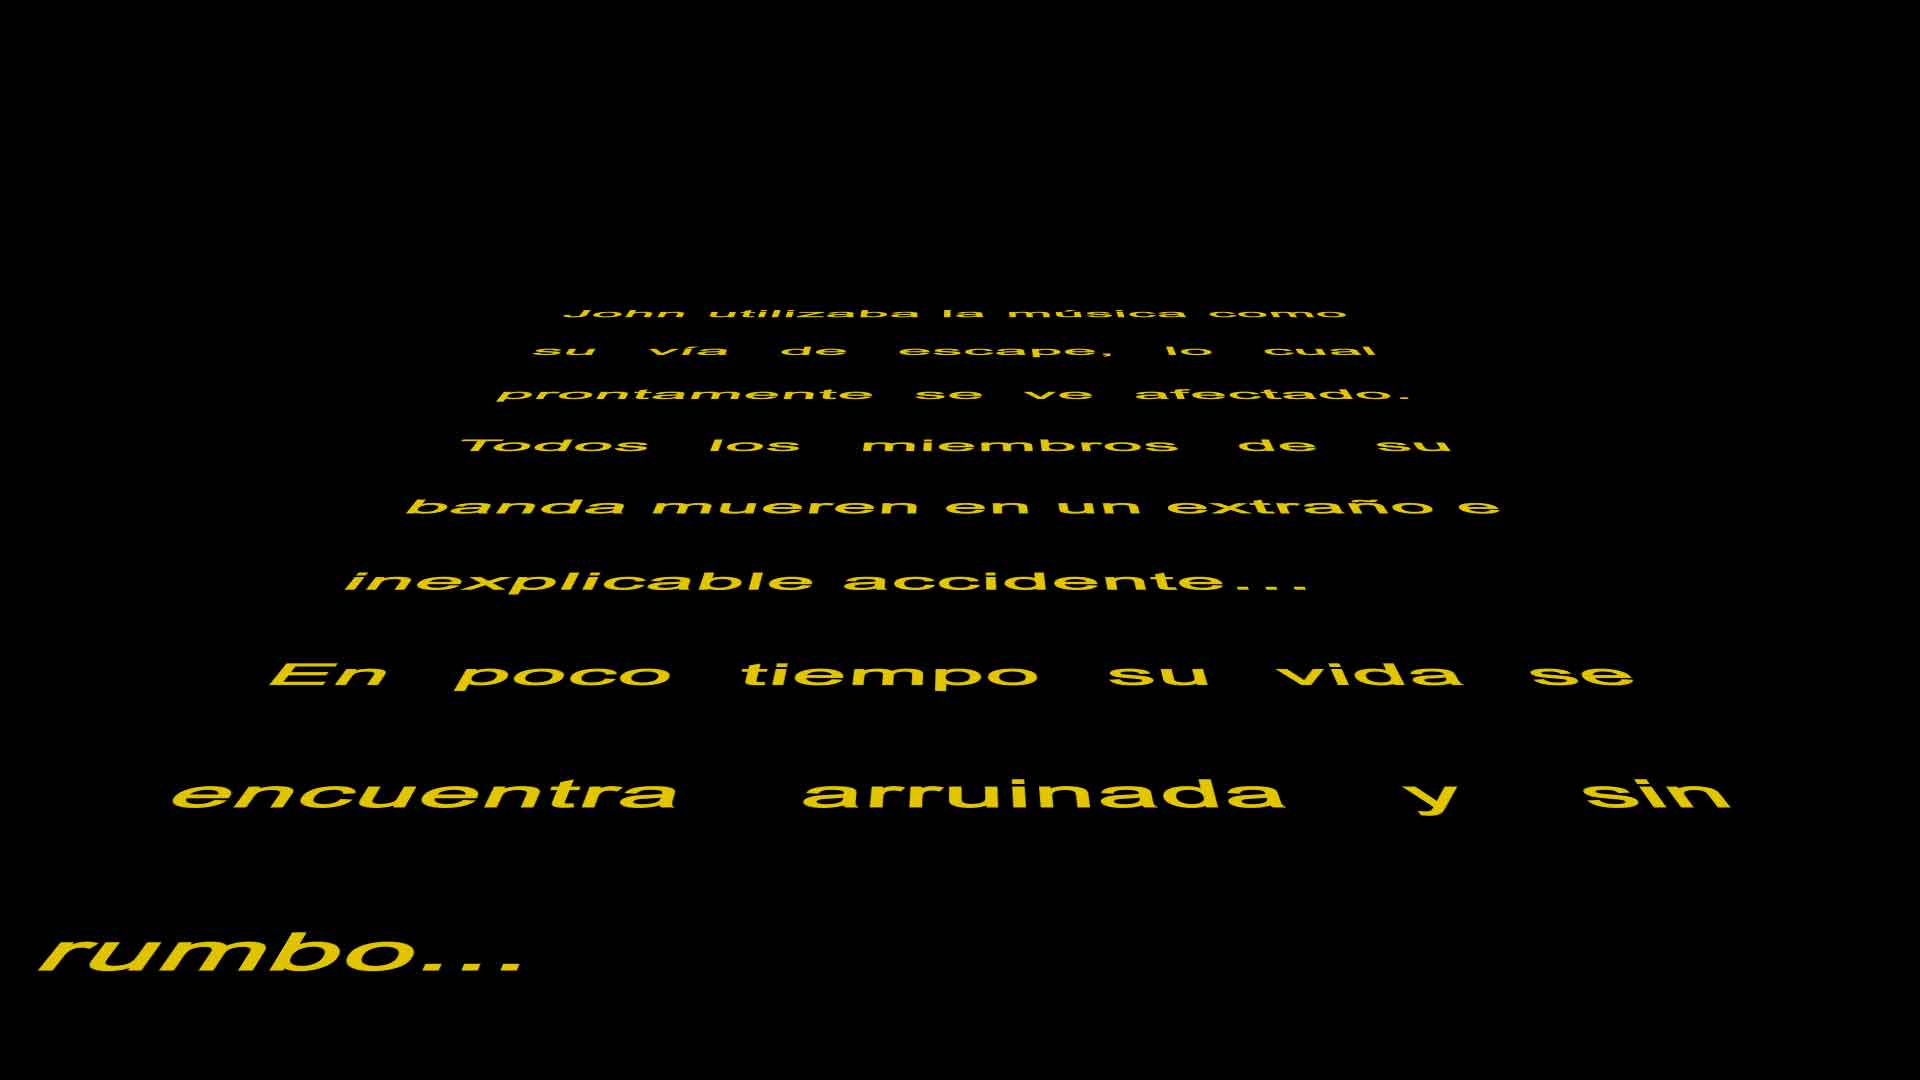 John utilizaba la música como
su vía de escape, lo cual
prontamente se ve afectado.
Todos los miembros de su
banda mueren en un extraño e
inexplicable accidente...
En poco tiempo su vida se
encuentra arruinada y sin
rumbo...